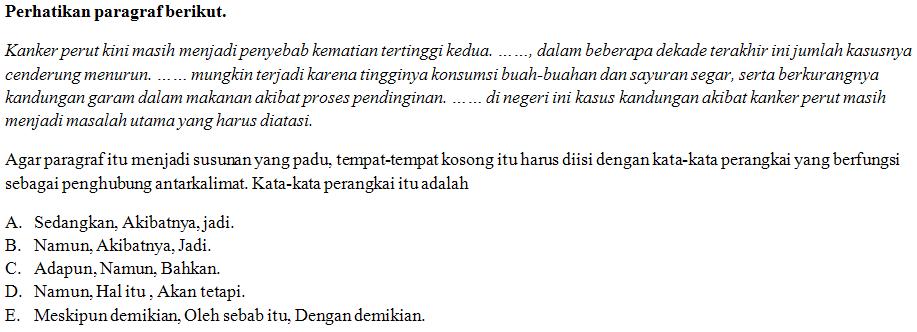 Perhatikan paragraf berikut.
Kanker perut kini masih menjadi penyebab kematian tertinggi kedua. ... ..., dalam beberapa dekade terakhir ini jumlah kasusnya
cenderung menurun. ... ... mungkin terjadi karena tingginya konsumsi buah-buahan dan sayuran segar, serta berkurangnya
kandungan garam dalam makanan akibat proses pendinginan. ... ... di negeri ini kasus kandungan akibat kanker perut masih
menjadi masalah utama yang harus diatasi.
Agar paragraf itu menjadi susunan yang padu, tempat-tempat kosong itu harus diisi dengan kata-kata perangkai yang berfungsi
sebagai penghubung antarkalimat. Kata-kata perangkai itu adalah
A. Sedangkan, Akibatnya, jadi.
B. Namun, Akibatnya, Jadi.
C. Adapun, Namun, Bahkan.
D. Namun, Hal itu , Akan tetapi.
E. Meskipun demikian, Oleh sebab itu, Dengan demikian.